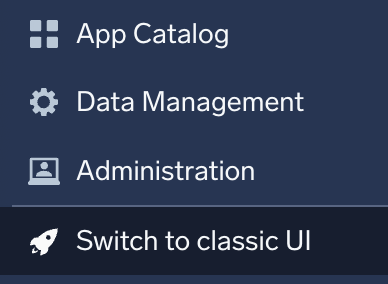 App Catalog
Data Management
Administration
Switch to classic UI